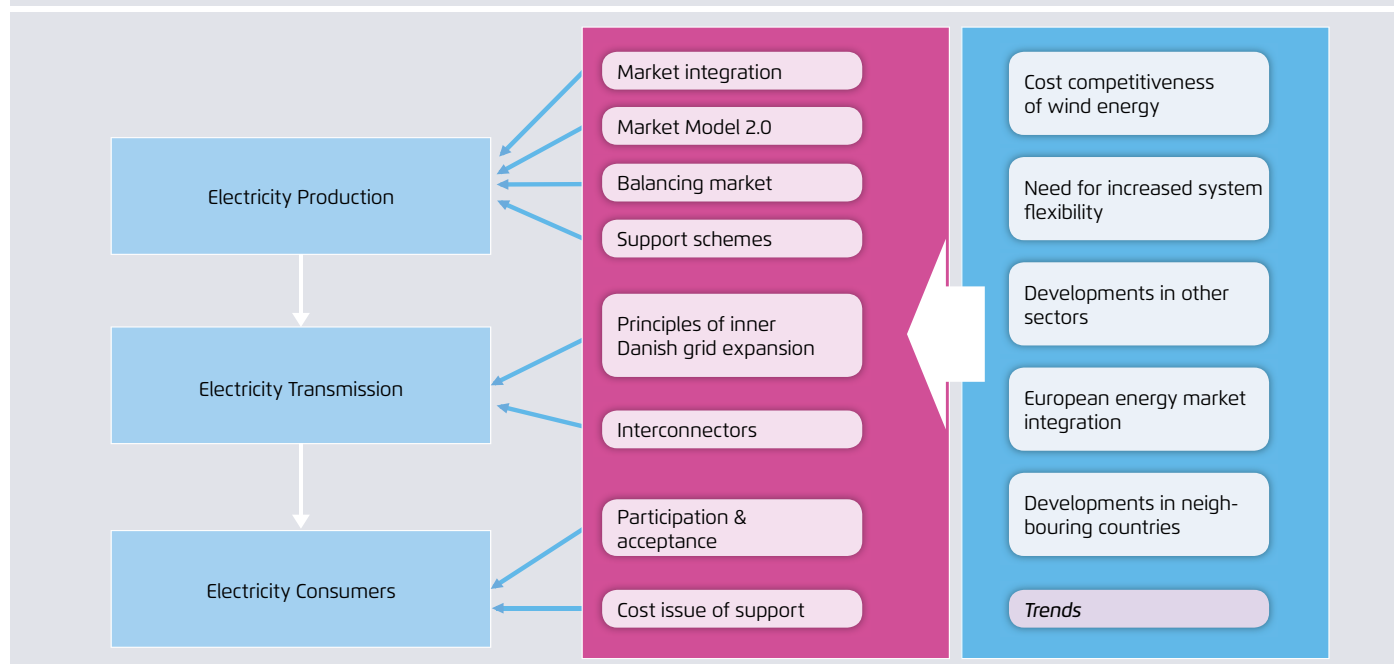 Electricity Production
Electricity Transmission
Electricity Consumers
Market integration
Market Model 2.0
Balancing market
Support schemes
Principles of inner
Danish grid expansion
Interconnectors
Participation &
acceptance
Cost issue of support
Cost competitiveness
of wind energy
Need for increased system
flexibility
Developments in other
sectors
European energy market
integration
Developments in neigh-
bouring countries
Trends